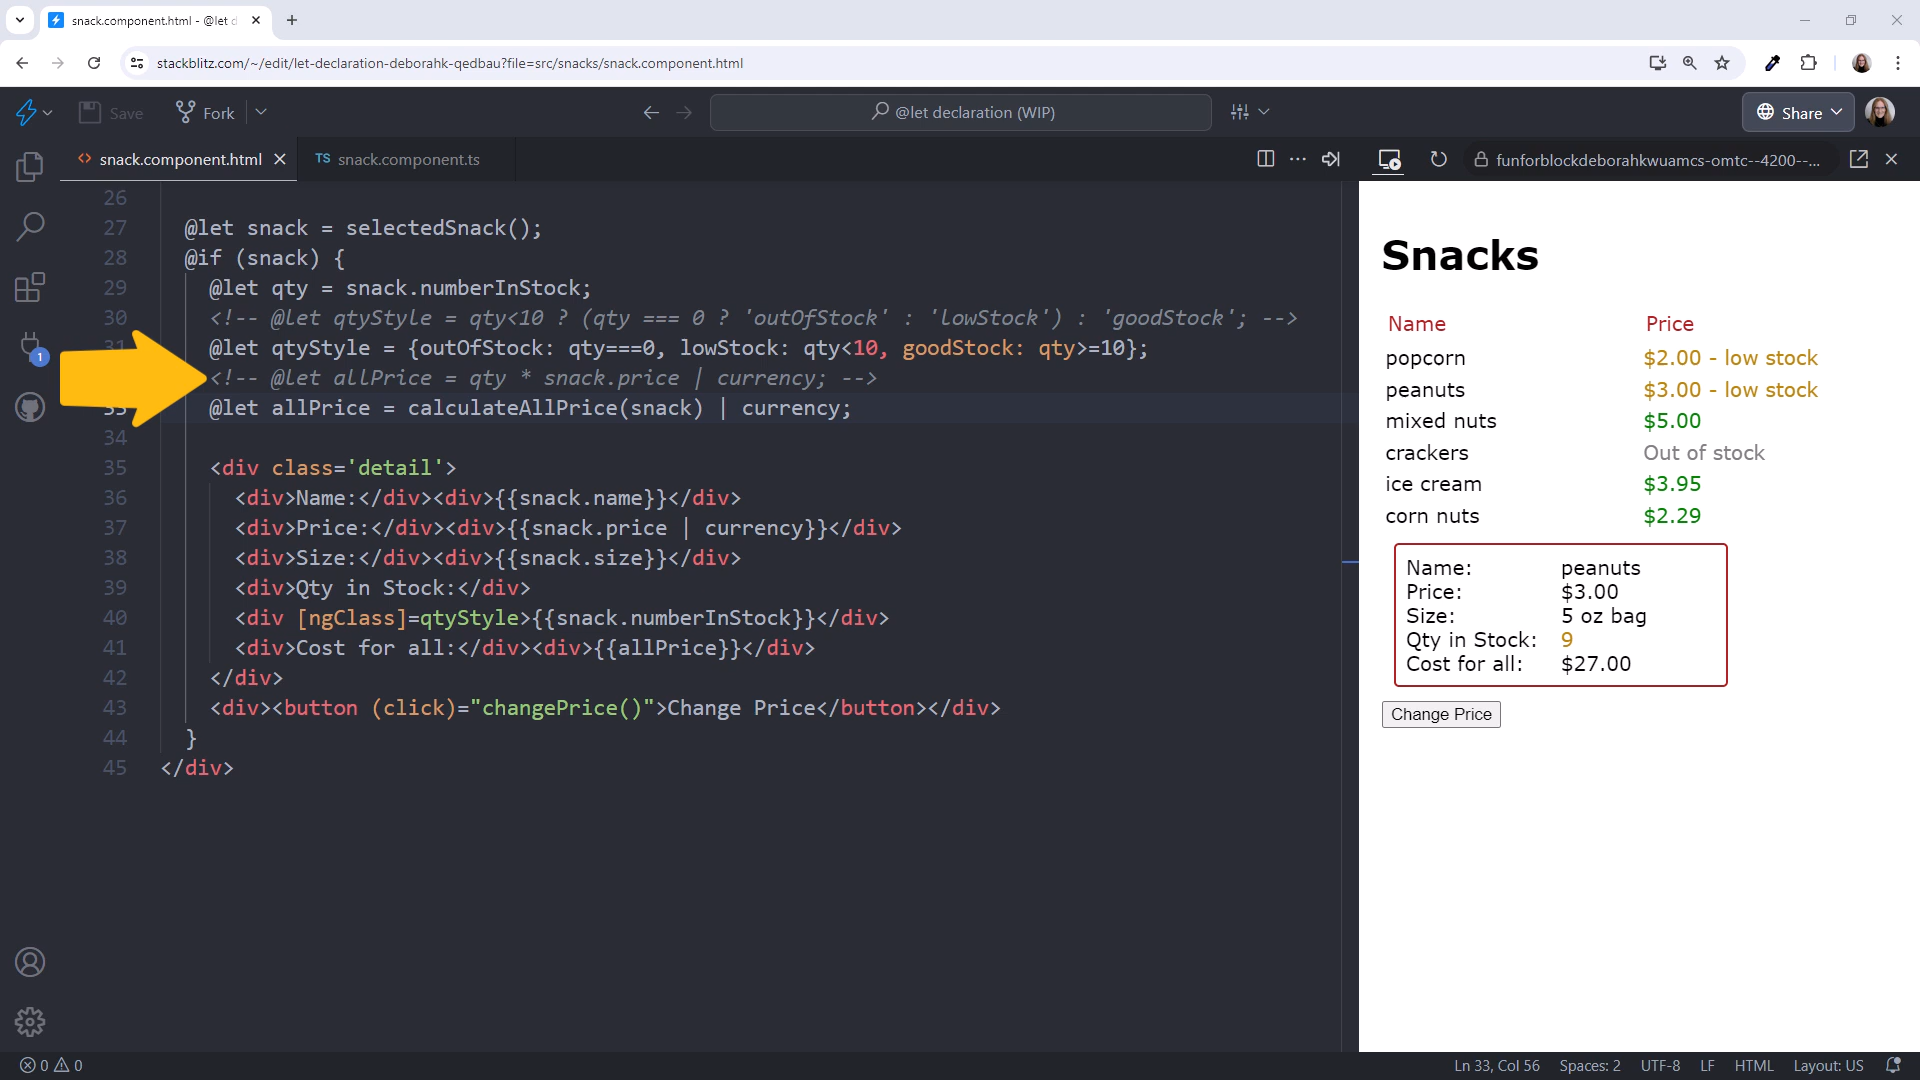 snack.component.html - @let d
stackblitz.com/~/edit/let-declaration-deborahk-qedbau?file=src/snacks/snack.component.html
Save
Fork
@let declaration (WIP)
Share
snack.component.html
TS snack.component.ts
funforblockdeborahkwuamcs-omtc--4200--...
26
27 @let snack = selectedSnack();
28 @if (snack) {
29 @let qty = snack.numberInStock;
30 <!-- @let qtyStyle = qty<10 ? (qty === 0 ? 'outOfStock' : 'lowStock') : 'goodStock'; -->
31 @let qtyStyle = {outOfStock: qty===0, lowStock: qty<10, goodStock: qty>=10};
<!-- @let allPrice = qty * snack.price | currency; -->
33 @let allPrice = calculateAllPrice(snack) | currency;
34
35 <div class='detail'>
36 <div>Name:</div><div>{{snack.name}}</div>
37 <div>Price:</div><div>{{snack.price | currency}}</div>
38 <div>Size:</div><div>{{snack.size}}</div>
39 <div>Qty in Stock:</div>
40 <div [ngClass]=qtyStyle>{{snack.numberInStock}}</div>
41 <div>Cost for all:</div><div>{{allPrice}}</div>
42 </div>
43 <div><button (click)="changePrice()">Change Price</button></div>
44 }
45 </div>
1
Snacks
Name Price
popcorn $2.00 - low stock
peanuts $3.00 - low stock
mixed nuts $5.00
crackers Out of stock
ice cream $3.95
corn nuts $2.29
Name: peanuts
Price: $3.00
Size: 5 oz bag
Qty in Stock: 9
Cost for all: $27.00
Change Price
0 0
Ln 33, Col 56 Spaces: 2 UTF-8 LF HTML Layout: US